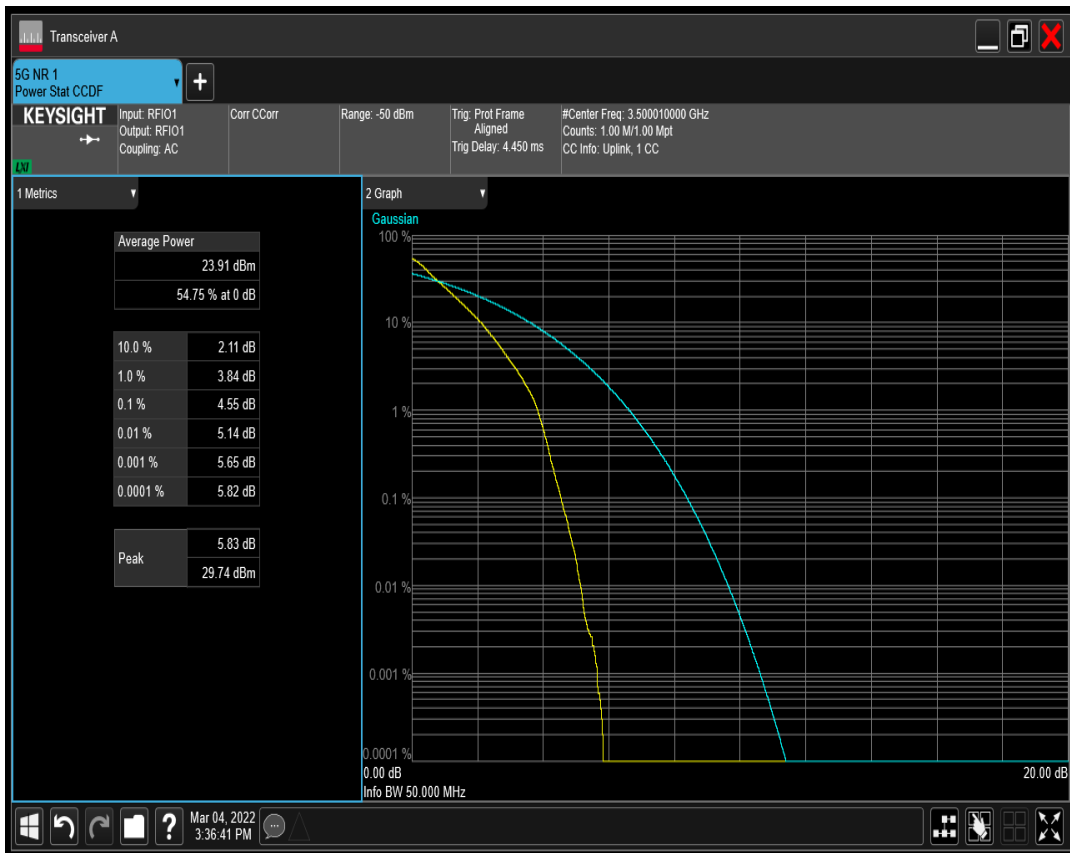 Transceiver A
5G NR 1
Power Stat CCDF
+
KEYSIGHT
LXI
Input: RFIO1
Output: RFIO1
Coupling: AC
Corr CCorr
Range: -50 dBm
Trig: Prot Frame
Aligned
Trig Delay: 4.450 ms
#Center Freq: 3.500010000 GHz
Counts: 1.00 M/1.00 Mpt
CC Info: Uplink, 1 CC
1 Metrics
Average Power
23.91 dBm
54.75 % at 0 dB
10.0 % 2.11 dB
1.0 % 3.84 dB
0.1 % 4.55 dB
0.01 % 5.14 dB
0.001 % 5.65 dB
0.0001 % 5.82 dB
Peak
5.83 dB
29.74 dBm
2 Graph
Gaussian
100 %
10 %
1 %
0.1 %
0.01 %
0.001 %
0.0001 %
0.00 dB 20.00 dB
Info BW 50.000 MHz
?
Mar 04, 2022
3:36:41 PM